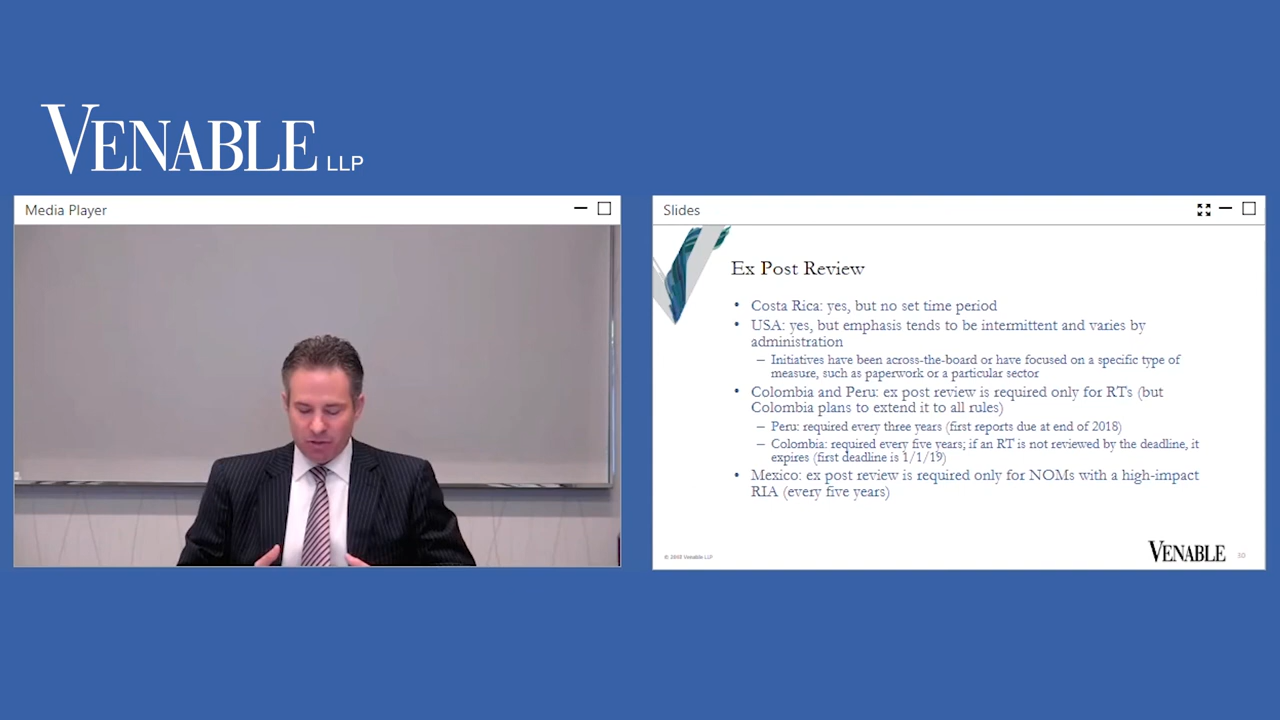 VENABLE LLP
Media Player
Slides
Ex Post Review
• Costa Rica: yes, but no set time period
• USA: yes, but emphasis tends to be intermittent and varies by
administration
– Initiatives have been across-the-board or have focused on a specific type of
measure, such as paperwork or a particular sector
• Colombia and Peru: ex post review is required only for RTs (but
Colombia plans to extend it to all rules)
– Peru: required every three years (first reports due at end of 2018)
– Colombia: required every five years; if an RT is not reviewed by the deadline, it
expires (first deadline is 1/1/19)
• Mexico: ex post review is required only for NOMs with a high-impact
RIA (every five years)
© Venable LLP
VENABLE